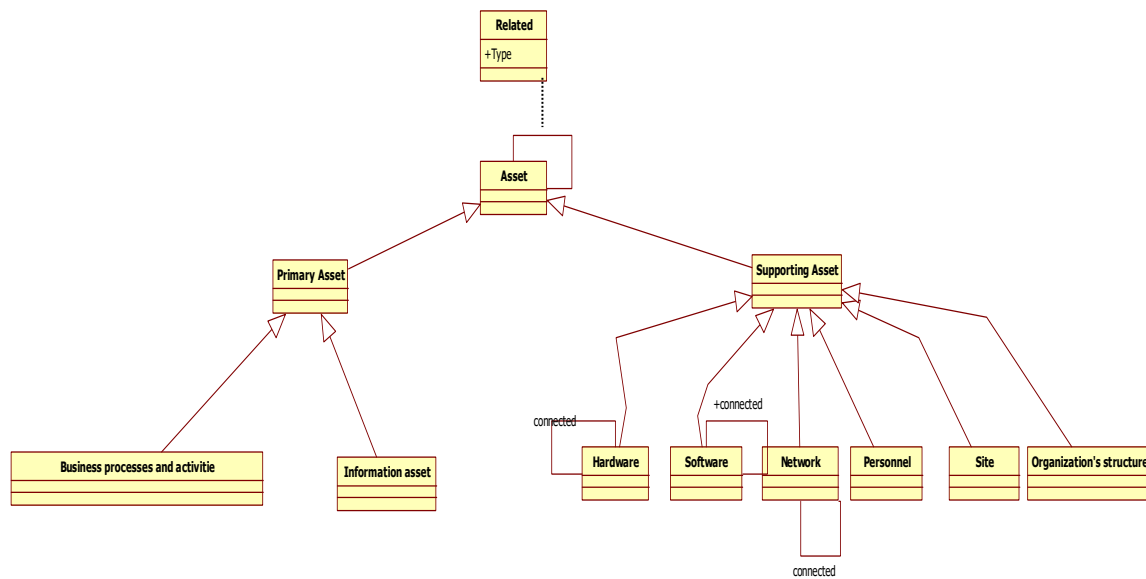 Related
+Type
Asset
Primary Asset
Supporting Asset
+connected
connected
Business processes and activitie
Information asset
Hardware
Software
Network
Personnel
Site
Organization's structure
connected